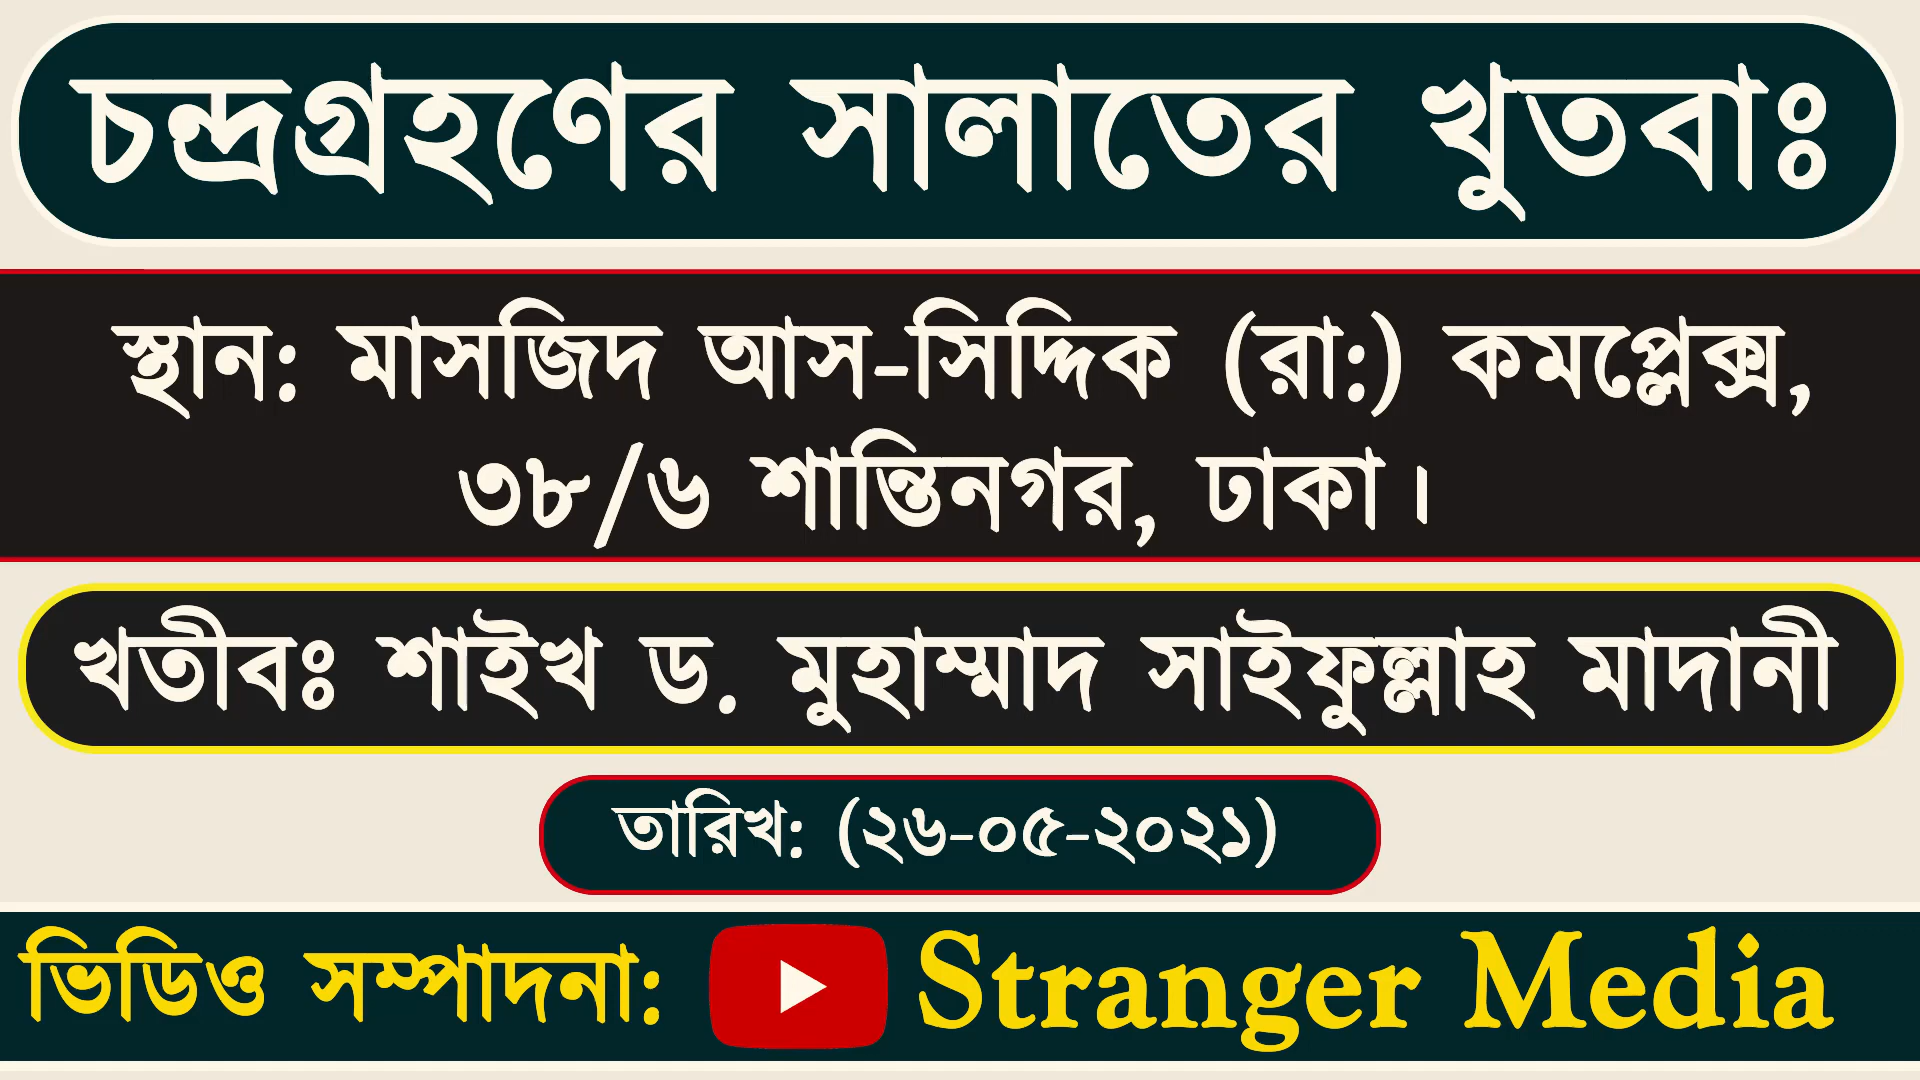 চন্দ্রগ্রহণের সালাতের খুতবাঃ
স্থান: মাসজিদ আস-সিদ্দিক (রা:) কমপ্লেক্স,
৩৮/৬ শান্তিনগর, ঢাকা।
খতীবঃ শাইখ ড. মুহাম্মাদ সাইফুল্লাহ মাদানী
তারিখ: (২৬-০৫-২০২১)
ভিডিও সম্পাদনা: Stranger Media